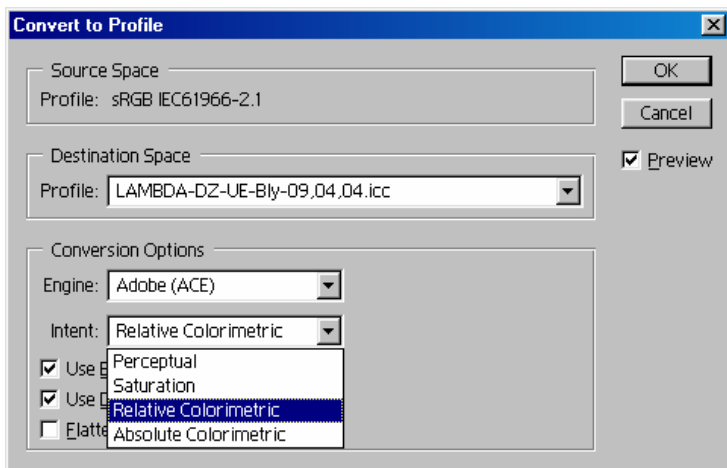 Convert to Profile
Source Space
Profile: sRGB IEC61966-2.1
OK
Cancel
Preview
Destination Space
Profile: LAMBDA-DZ-UE-Bly-09,04,04.icc
Conversion Options
Engine: Adobe (ACE)
Intent: Relative Colorimetric
Use
Perceptual
Saturation
Use
Relative Colorimetric
Absolute Colorimetric